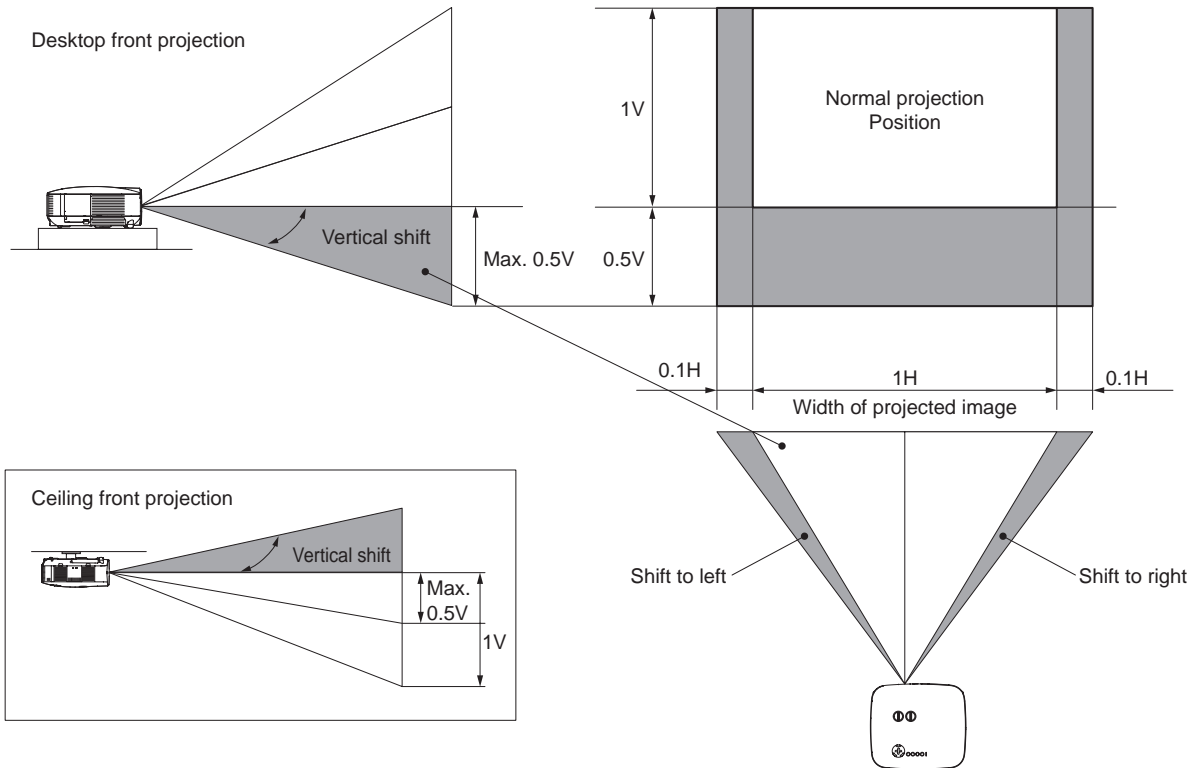 Desktop front projection
Vertical shift
Max. 0.5V
1V
0.5V
Normal projection
Position
0.1H
1H
0.1H
Width of projected image
Shift to left
Shift to right
Ceiling front projection
Vertical shift
Max.
0.5V
1V